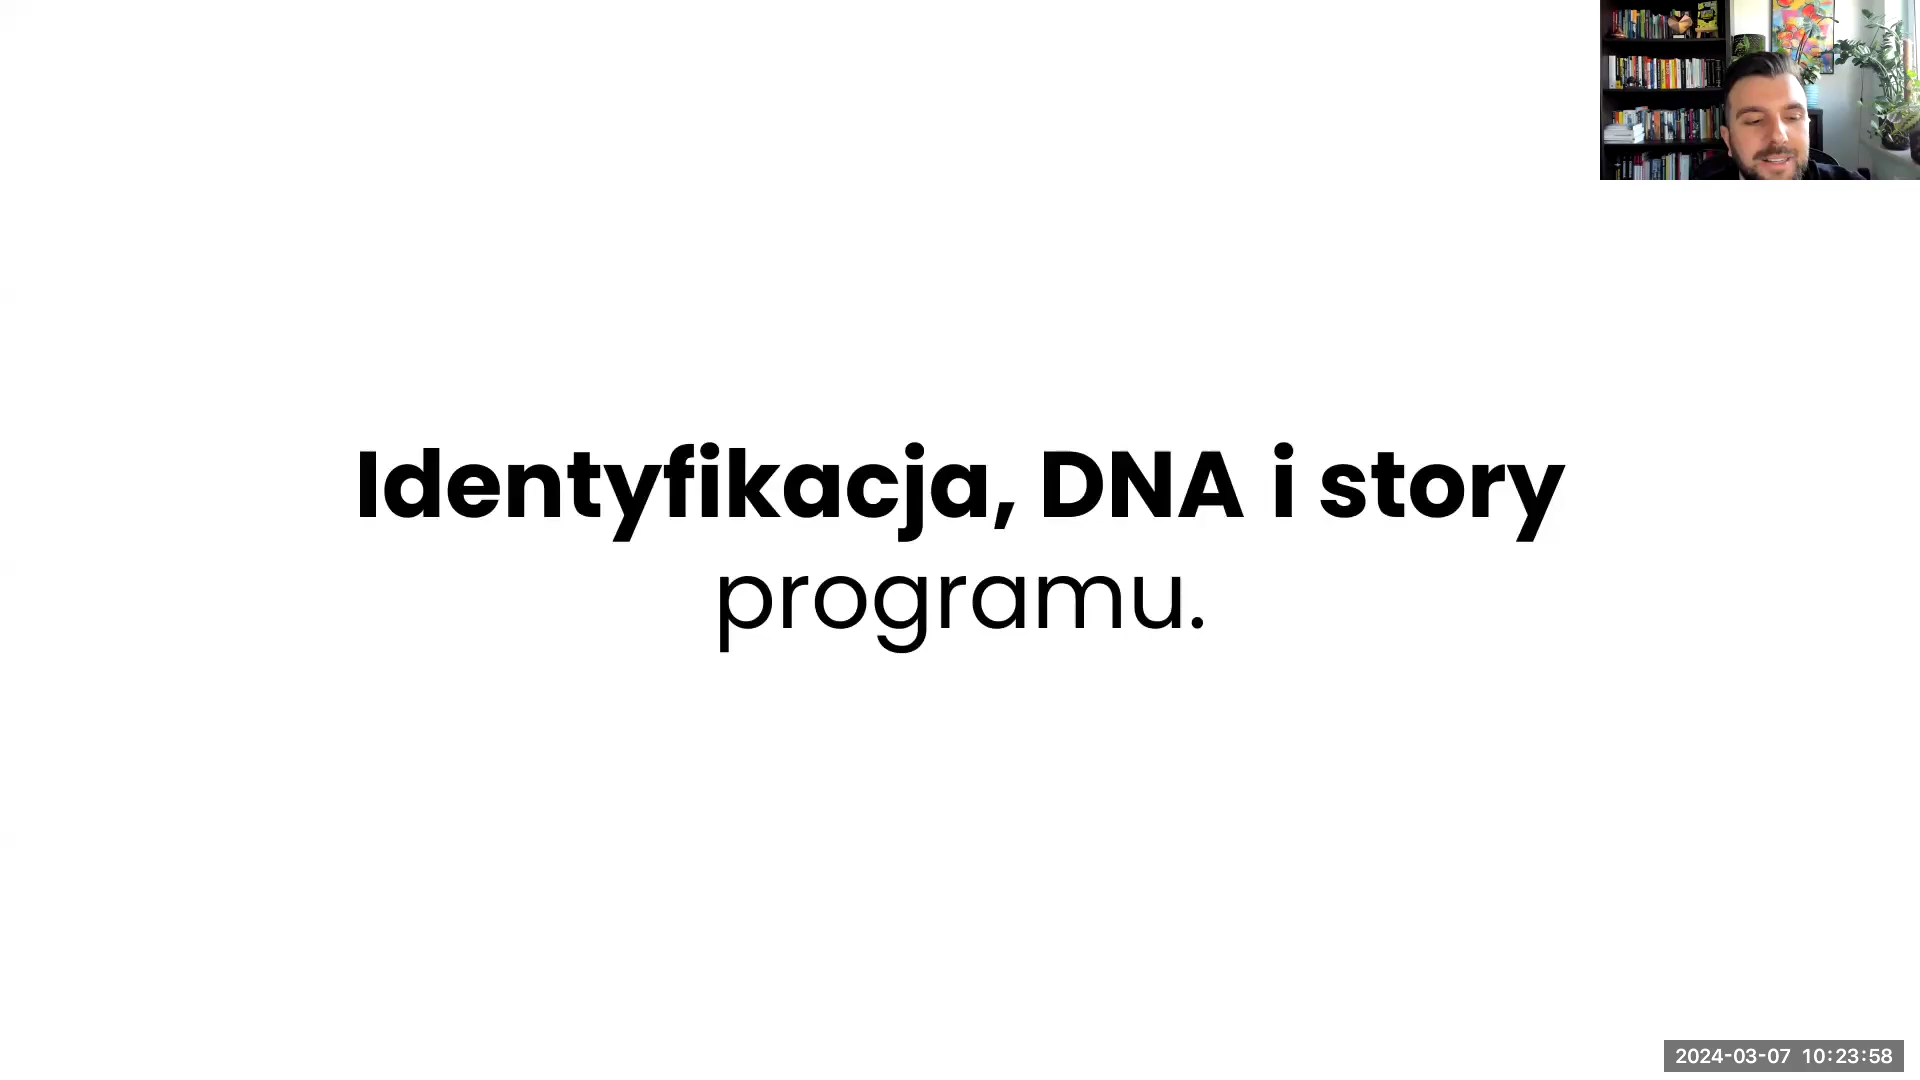 Identyfikacja, DNA i story
programu.
2024-03-07 10:23:58